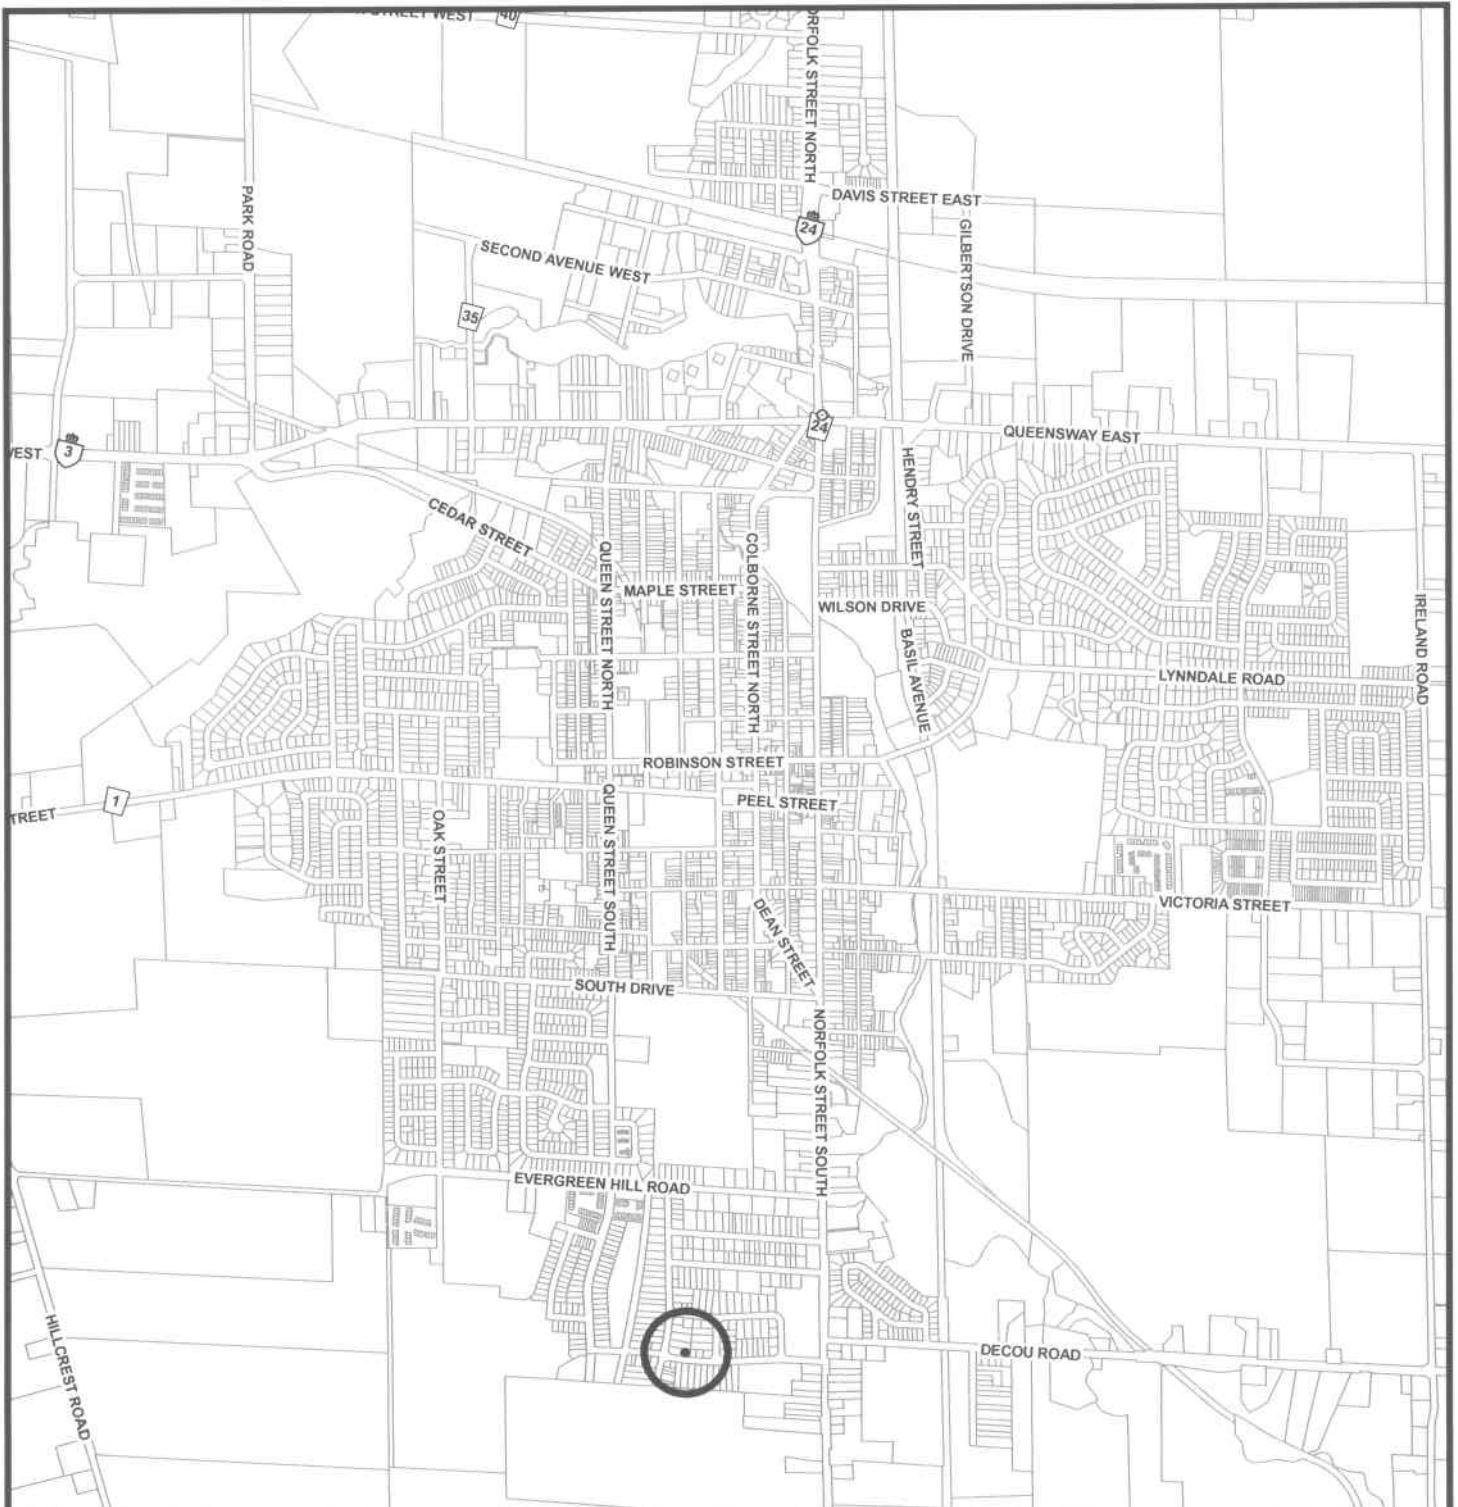 STREET WEST
40
NORFOLK STREET NORTH
DAVIS STREET EAST
24
PARK ROAD
GILBERTSON DRIVE
SECOND AVENUE WEST
35
24
QUEENSWAY EAST
VEST
3
HENDRY STREET
CEDAR STREET
QUEEN STREET NORTH
COLBORNE STREET NORTH
MAPLE STREET
WILSON DRIVE
IRELAND ROAD
BASIL AVENUE
LYNNDALE ROAD
ROBINSON STREET
QUEEN STREET SOUTH
PEEL STREET
1
TREET
OAK STREET
VICTORIA STREET
DEAN STREET
SOUTH DRIVE
NORFOLK STREET SOUTH
EVERGREEN HILL ROAD
HILLCREST ROAD
DECOU ROAD